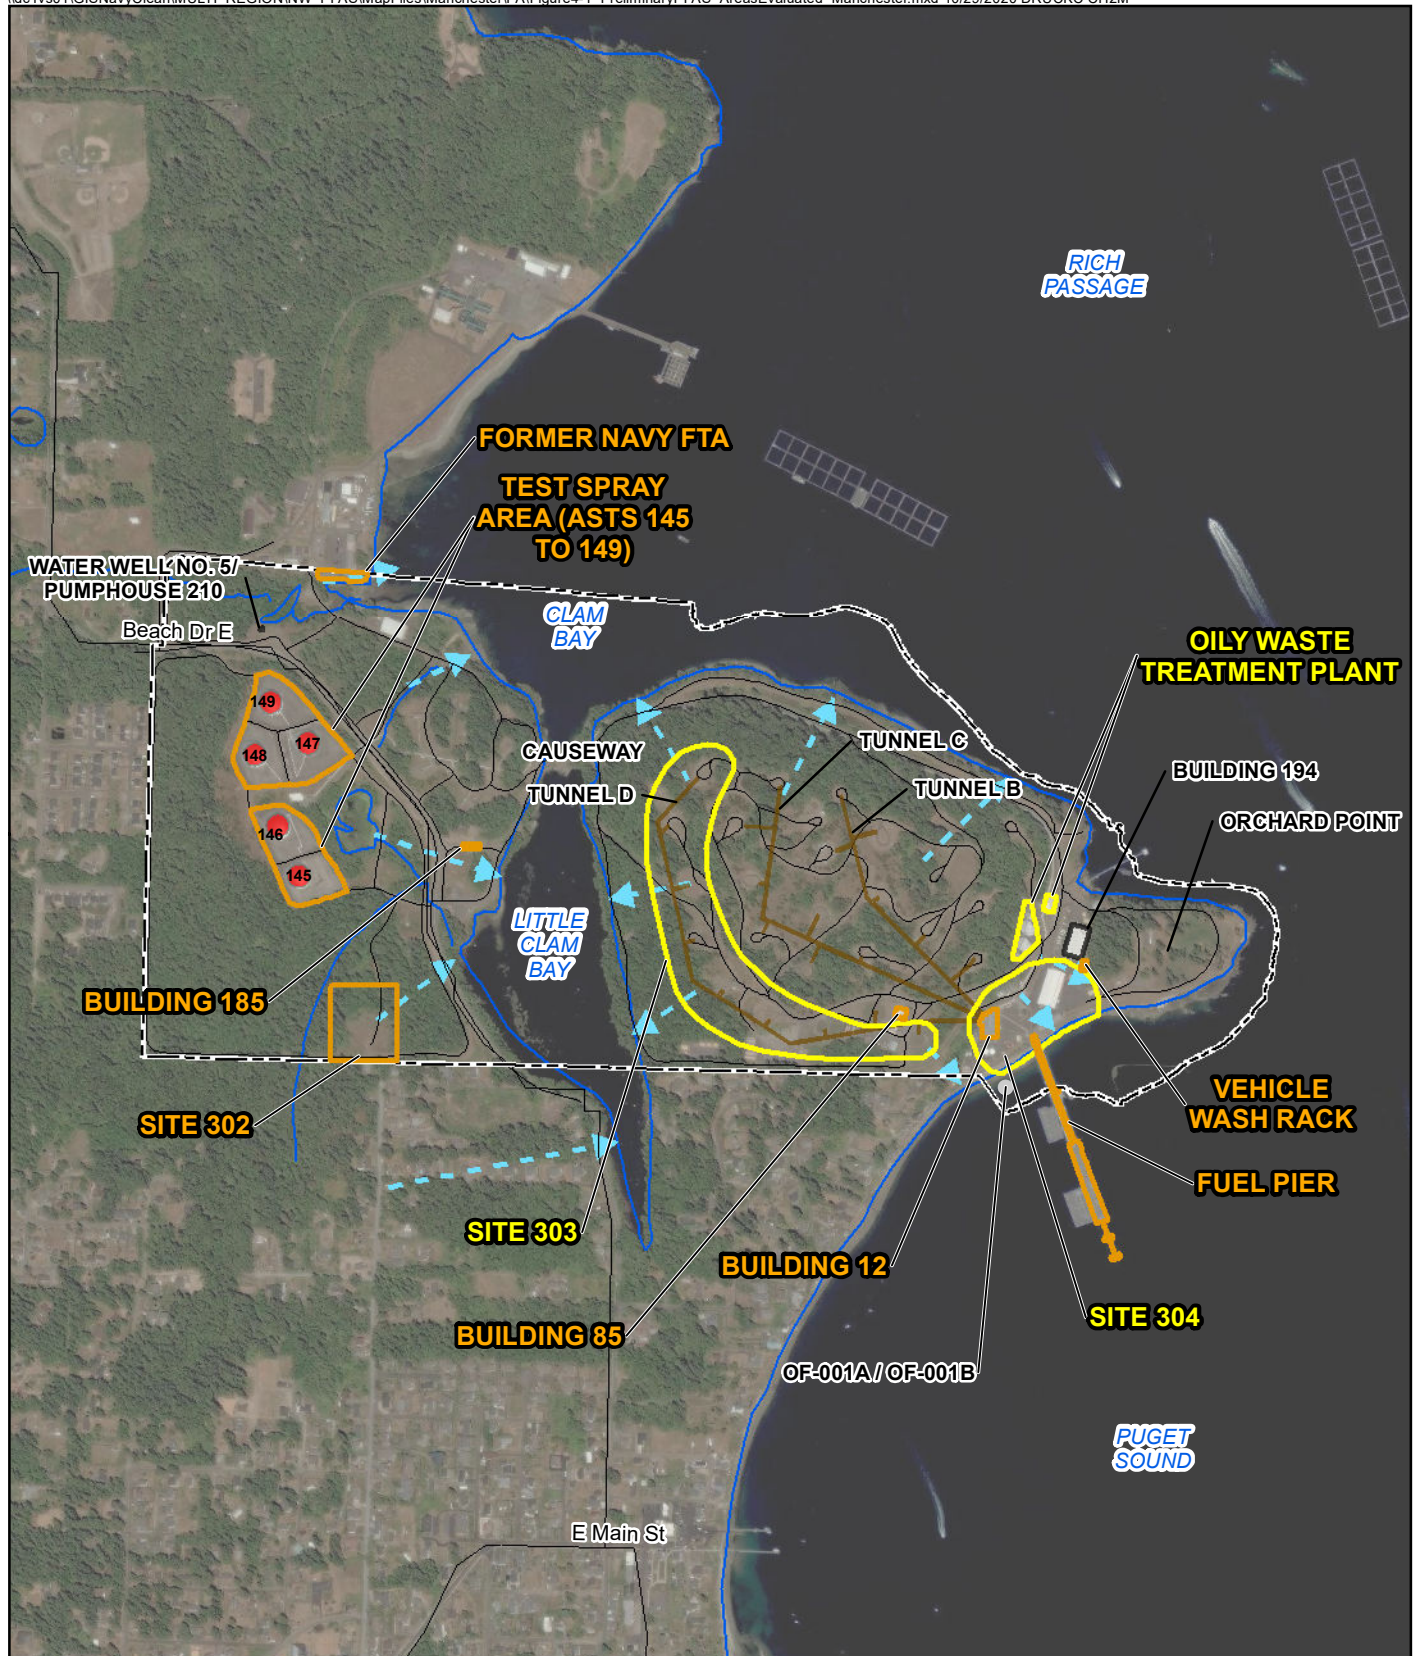 RICH
PASSAGE
FORMER NAVY FTA
TEST SPRAY
AREA (ASTS 145
TO 149)
WATER WELL NO. 5/
PUMPHOUSE 210
Beach Dr E
CLAM
BAY
OILY WASTE
TREATMENT PLANT
149
147
148
CAUSEWAY
TUNNEL C
BUILDING 194
TUNNEL D
TUNNEL B
ORCHARD POINT
146
145
LITTLE
CLAM
BAY
BUILDING 185
SITE 302
VEHICLE
WASH RACK
FUEL PIER
SITE 303
BUILDING 12
SITE 304
BUILDING 85
OF-001A / OF-001B
PUGET
SOUND
E Main St